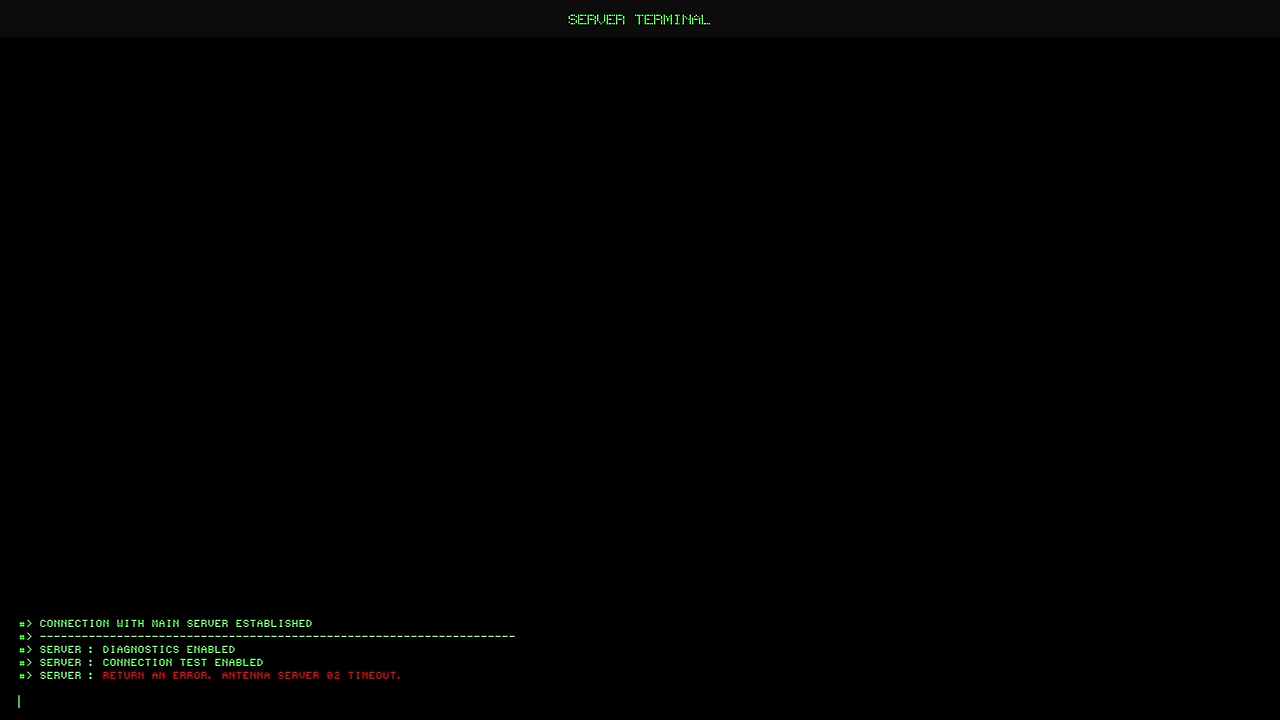 SERVER TERMINAL
#> CONNECTION WITH MAIN SERVER ESTABLISHED
#> --------------------------------------------------------------------
#> SERVER : DIAGNOSTICS ENABLED
#> SERVER : CONNECTION TEST ENABLED
#> SERVER : RETURN AN ERROR. ANTENNA SERVER 02 TIMEOUT.